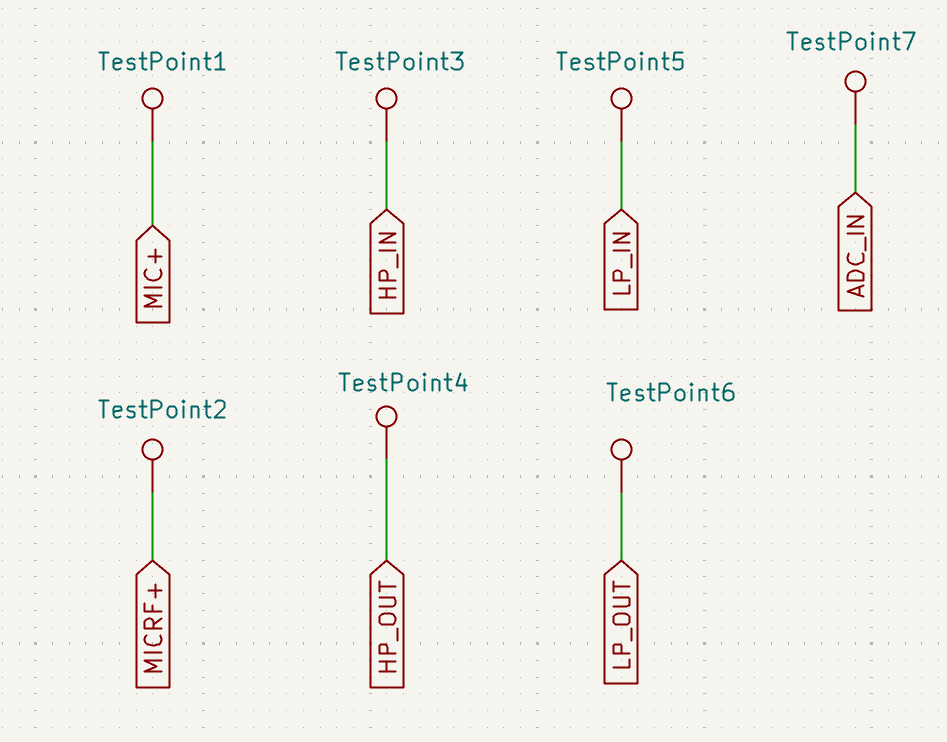 TestPoint1
TestPoint3
TestPoint5
TestPoint7
MIC+
HP_IN
LP_IN
ADC_IN
TestPoint2
TestPoint4
TestPoint6
MICRF+
HP_OUT
LP_OUT